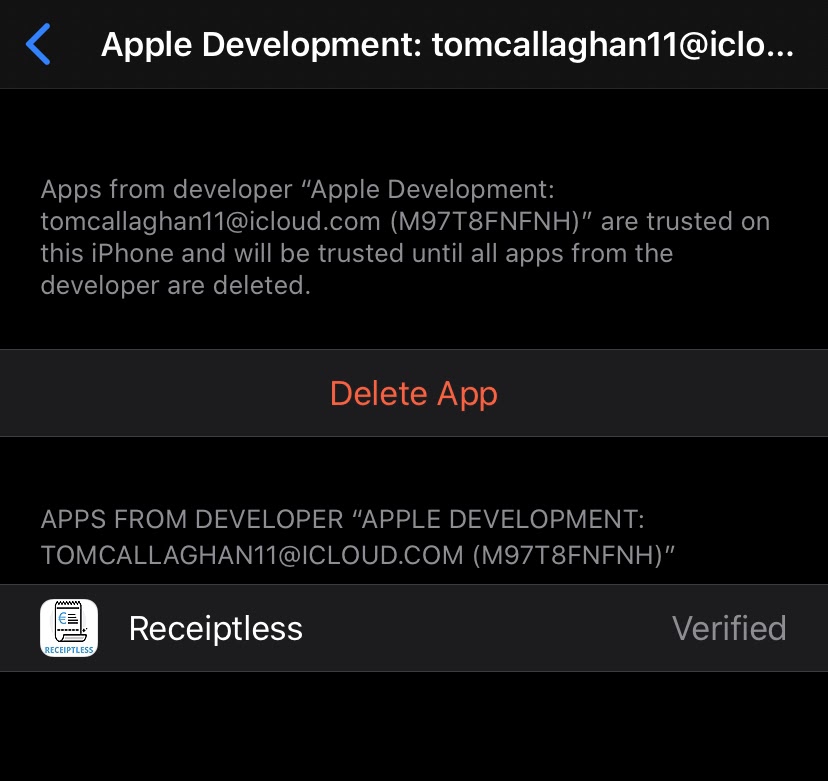 Apple Development: tomcallaghan11@iclo...
Apps from developer “Apple Development:
tomcallaghan11@icloud.com (M97T8FNFNH)” are trusted on
this iPhone and will be trusted until all apps from the
developer are deleted.
Delete App
APPS FROM DEVELOPER “APPLE DEVELOPMENT:
TOMCALLAGHAN11@ICLOUD.COM (M97T8FNFNH)”
€
RECEIPTLESS
Receiptless
Verified